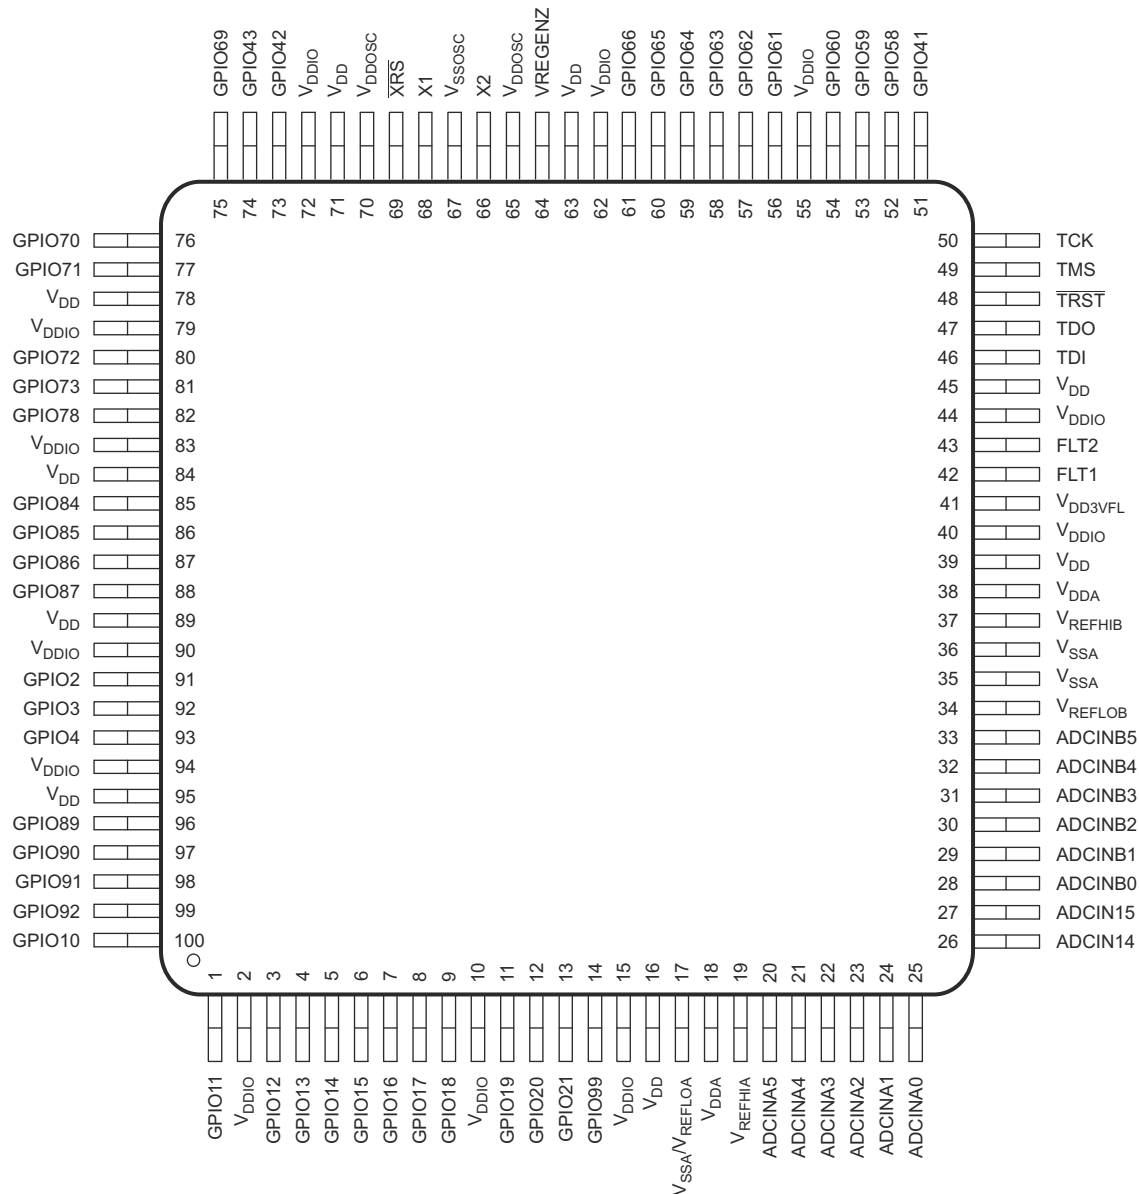 GPIO69 GPIO43 GPIO42 VDDIO VDD VDDOSC XRS X1 VSSOSC X2 VDDOSC VREGENZ VDD VDDIO GPIO66 GPIO65 GPIO64 GPIO63 GPIO62 GPIO61 VDDIO GPIO60 GPIO59 GPIO58 GPIO41
75 74 73 72 71 70 69 68 67 66 65 64 63 62 61 60 59 58 57 56 55 54 53 52 51
GPIO70 76 50 TCK
GPIO71 77 49 TMS
VDD 78 48 TRST
VDDIO 79 47 TDO
GPIO72 80 46 TDI
GPIO73 81 45 VDD
GPIO78 82 44 VDDIO
VDDIO 83 43 FLT2
VDD 84 42 FLT1
GPIO84 85 41 VDD3VFL
GPIO85 86 40 VDDIO
GPIO86 87 39 VDD
GPIO87 88 38 VDDA
VDD 89 37 VREFHIB
VDDIO 90 36 VSSA
GPIO2 91 35 VSSA
GPIO3 92 34 VREFLOB
GPIO4 93 33 ADCINB5
VDDIO 94 32 ADCINB4
VDD 95 31 ADCINB3
GPIO89 96 30 ADCINB2
GPIO90 97 29 ADCINB1
GPIO91 98 28 ADCINB0
GPIO92 99 27 ADCIN15
GPIO10 100 26 ADCIN14
1 2 3 4 5 6 7 8 9 10 11 12 13 14 15 16 17 18 19 20 21 22 23 24 25
GPIO11 VDDIO GPIO12 GPIO13 GPIO14 GPIO15 GPIO16 GPIO17 GPIO18 VDDIO GPIO19 GPIO20 GPIO21 GPIO99 VDDIO VDD VSSA/VREFLOA VDDA VREFHIA ADCINA5 ADCINA4 ADCINA3 ADCINA2 ADCINA1 ADCINA0